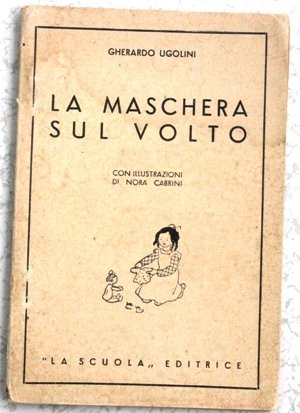 GHERARDO UGOLINI
LA MASCHERA
SUL VOLTO
CON ILLUSTRAZIONI
DI NORA CABRINI
"LA SCUOLA„ EDITRICE